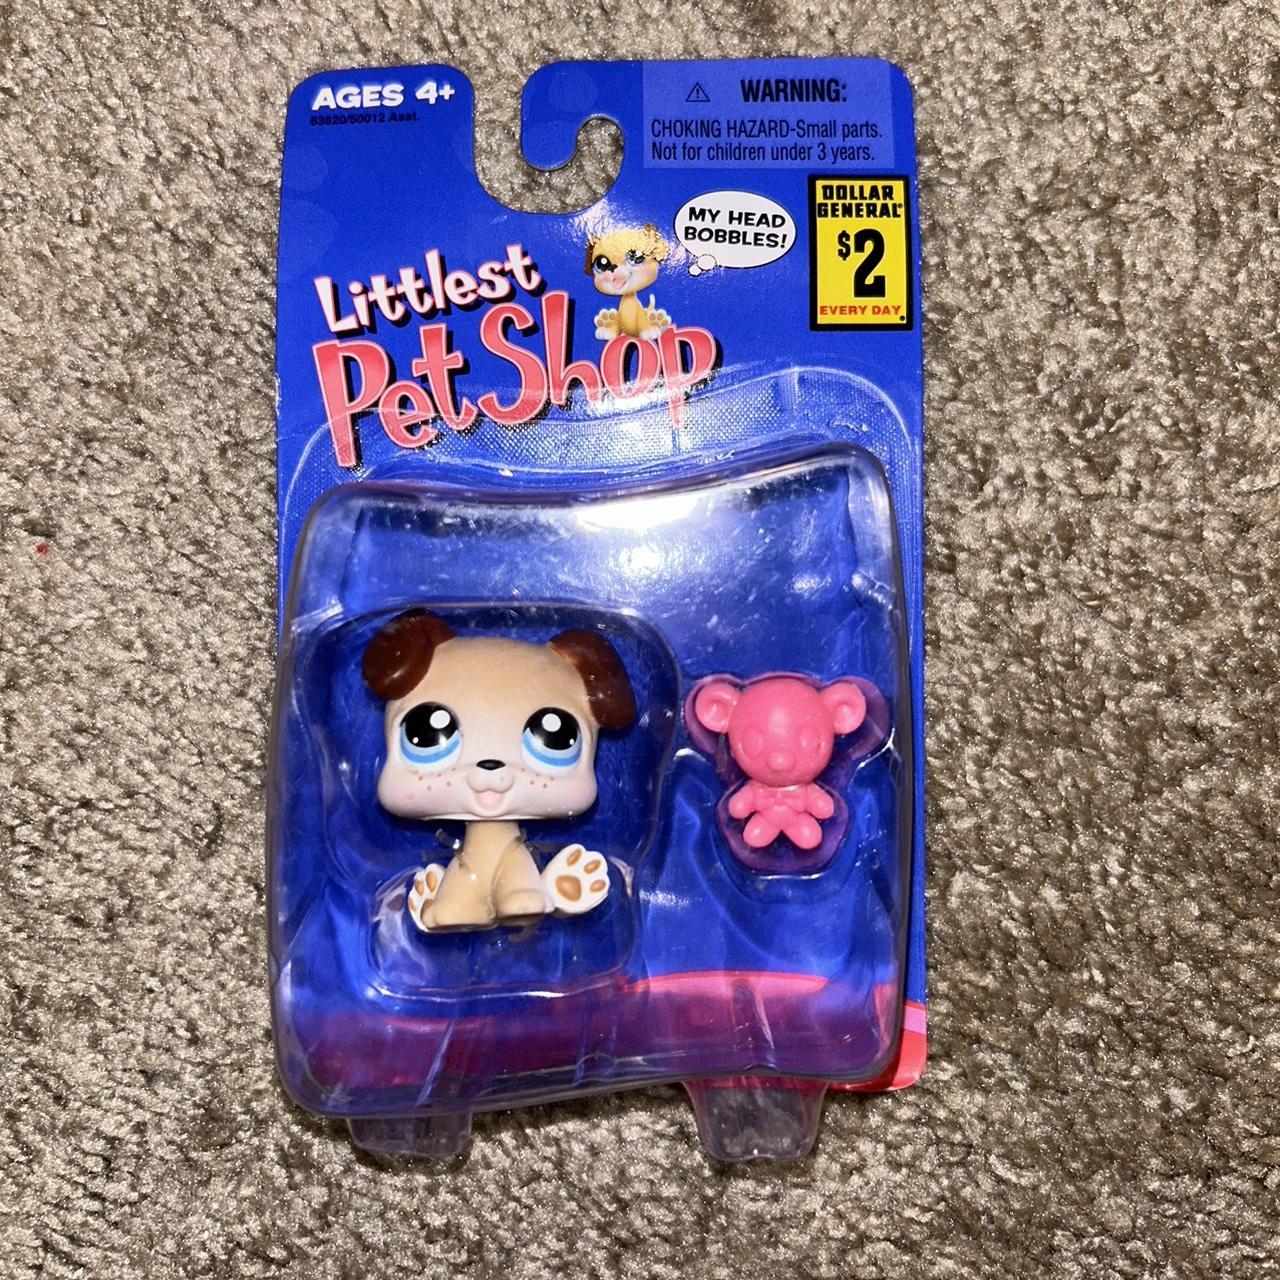 AGES 4+
63620/50012 Asst.
WARNING:
CHOKING HAZARD-Small parts.
Not for children under 3 years.
DOLLAR
GENERAL®
$2
EVERY DAY.
MY HEAD
BOBBLES!
Littlest
Pet Shop